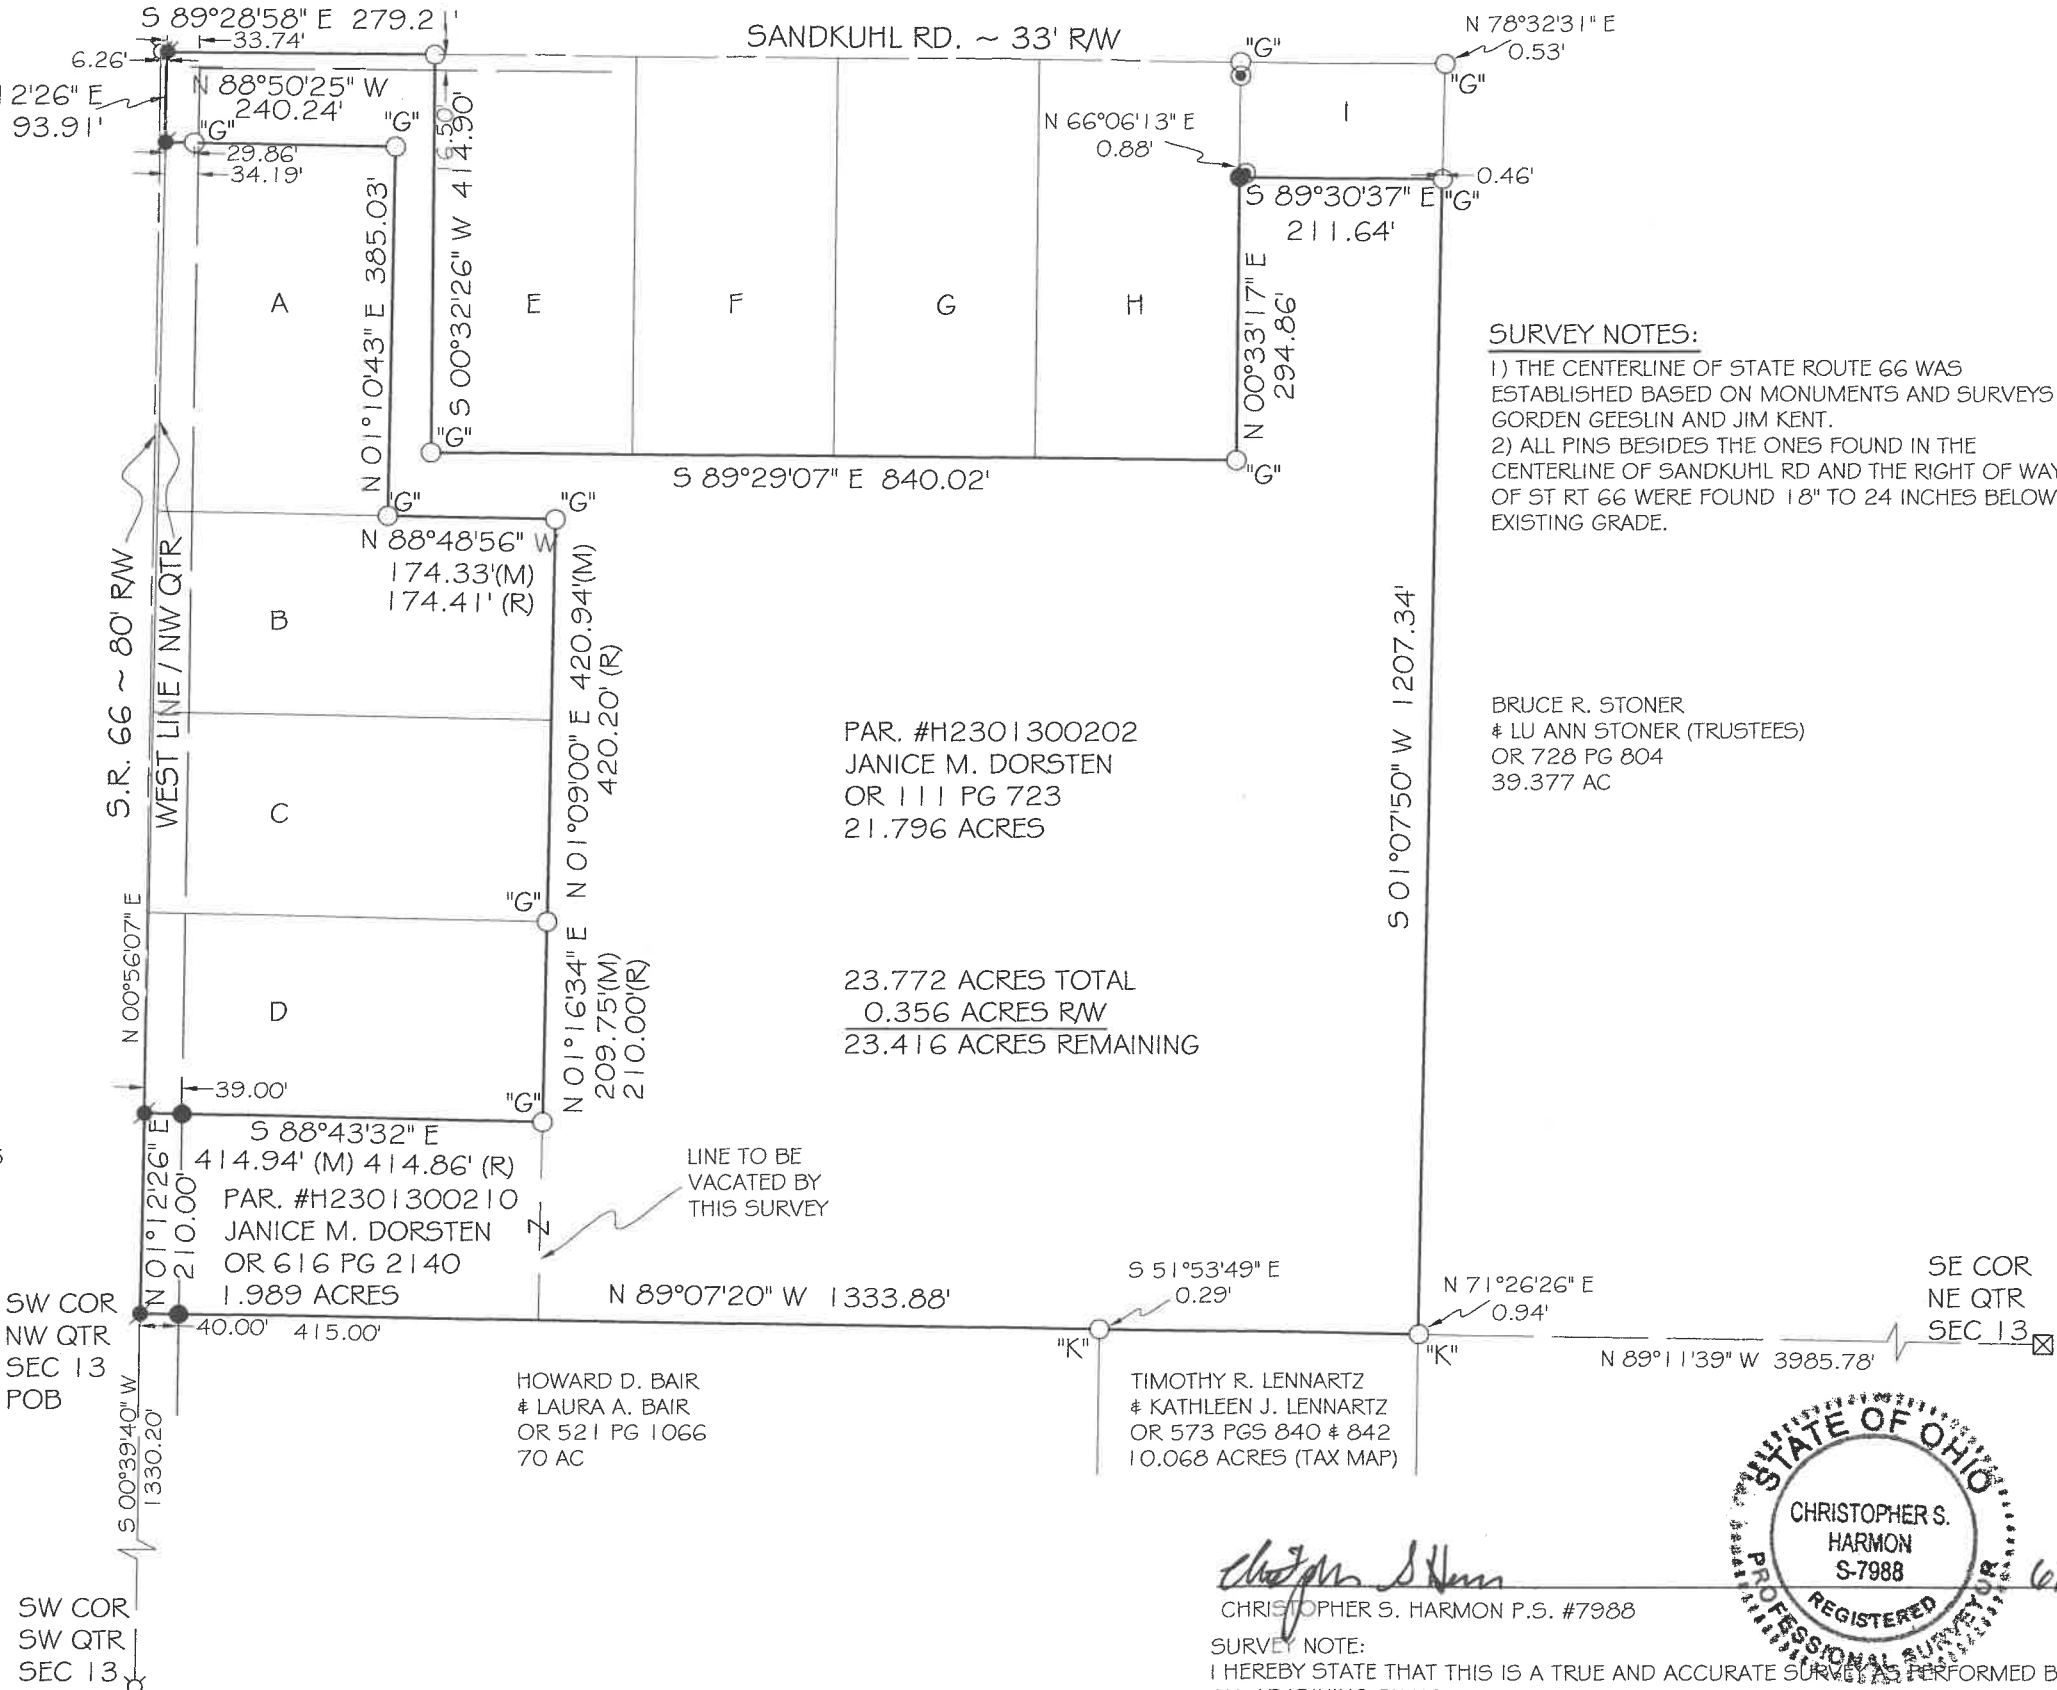 S 89°28'58" E 279.21'
33.74'
6.26'
SANDKUHL RD. ~ 33' R/W
"G"
N 78°32'31" E
0.53'
"G"
12'26" E
93.91'
N 88°50'25" W
240.24'
"G"
"G"
29.86'
34.19'
16.50'
S 00°32'26" W 414.90'
N 66°06'13" E
0.88'
I
0.46'
S 89°30'37" E
"G"
211.64'
N 01°10'43" E 385.03'
A
E
F
G
H
N 00°33'17" E
294.86'
SURVEY NOTES:
1) THE CENTERLINE OF STATE ROUTE 66 WAS
ESTABLISHED BASED ON MONUMENTS AND SURVEYS
GORDEN GEESLIN AND JIM KENT.
2) ALL PINS BESIDES THE ONES FOUND IN THE
CENTERLINE OF SANDKUHL RD AND THE RIGHT OF WAY
OF ST RT 66 WERE FOUND 18" TO 24 INCHES BELOW
EXISTING GRADE.
"G"
S 89°29'07" E 840.02'
"G"
"G"
"G"
N 88°48'56" W
174.33'(M)
174.41' (R)
S.R. 66 ~ 80' R/W
WEST LINE / NW QTR
B
N 01°09'00" E 420.94'(M)
420.20' (R)
S 01°07'50" W 1207.34'
PAR. #H2301300202
JANICE M. DORSTEN
OR 111 PG 723
21.796 ACRES
BRUCE R. STONER
& LU ANN STONER (TRUSTEES)
OR 728 PG 804
39.377 AC
C
"G"
N 00°56'07" E
D
N 01°16'34" E
209.75'(M)
210.00'(R)
23.772 ACRES TOTAL
0.356 ACRES R/W
23.416 ACRES REMAINING
39.00'
"G"
S 88°43'32" E
414.94' (M) 414.86' (R)
N 01°12'26" E
210.00'
PAR. #H2301300210
JANICE M. DORSTEN
OR 616 PG 2140
1.989 ACRES
LINE TO BE
VACATED BY
THIS SURVEY
SW COR
NW QTR
SEC 13
POB
40.00' 415.00'
N 89°07'20" W 1333.88'
S 51°53'49" E
0.29'
"K"
N 71°26'26" E
0.94'
"K"
SE COR
NE QTR
SEC 13
N 89°11'39" W 3985.78'
S 00°39'40" W
1330.20'
HOWARD D. BAIR
& LAURA A. BAIR
OR 521 PG 1066
70 AC
TIMOTHY R. LENNARTZ
& KATHLEEN J. LENNARTZ
OR 573 PGS 840 & 842
10.068 ACRES (TAX MAP)
STATE OF OHIO
CHRISTOPHER S.
HARMON
S-7988
REGISTERED
PROFESSIONAL SURVEYOR
CHRISTOPHER S. HARMON P.S. #7988
SW COR
SW QTR
SEC 13
SURVEY NOTE:
I HEREBY STATE THAT THIS IS A TRUE AND ACCURATE SURVEY AS PERFORMED B